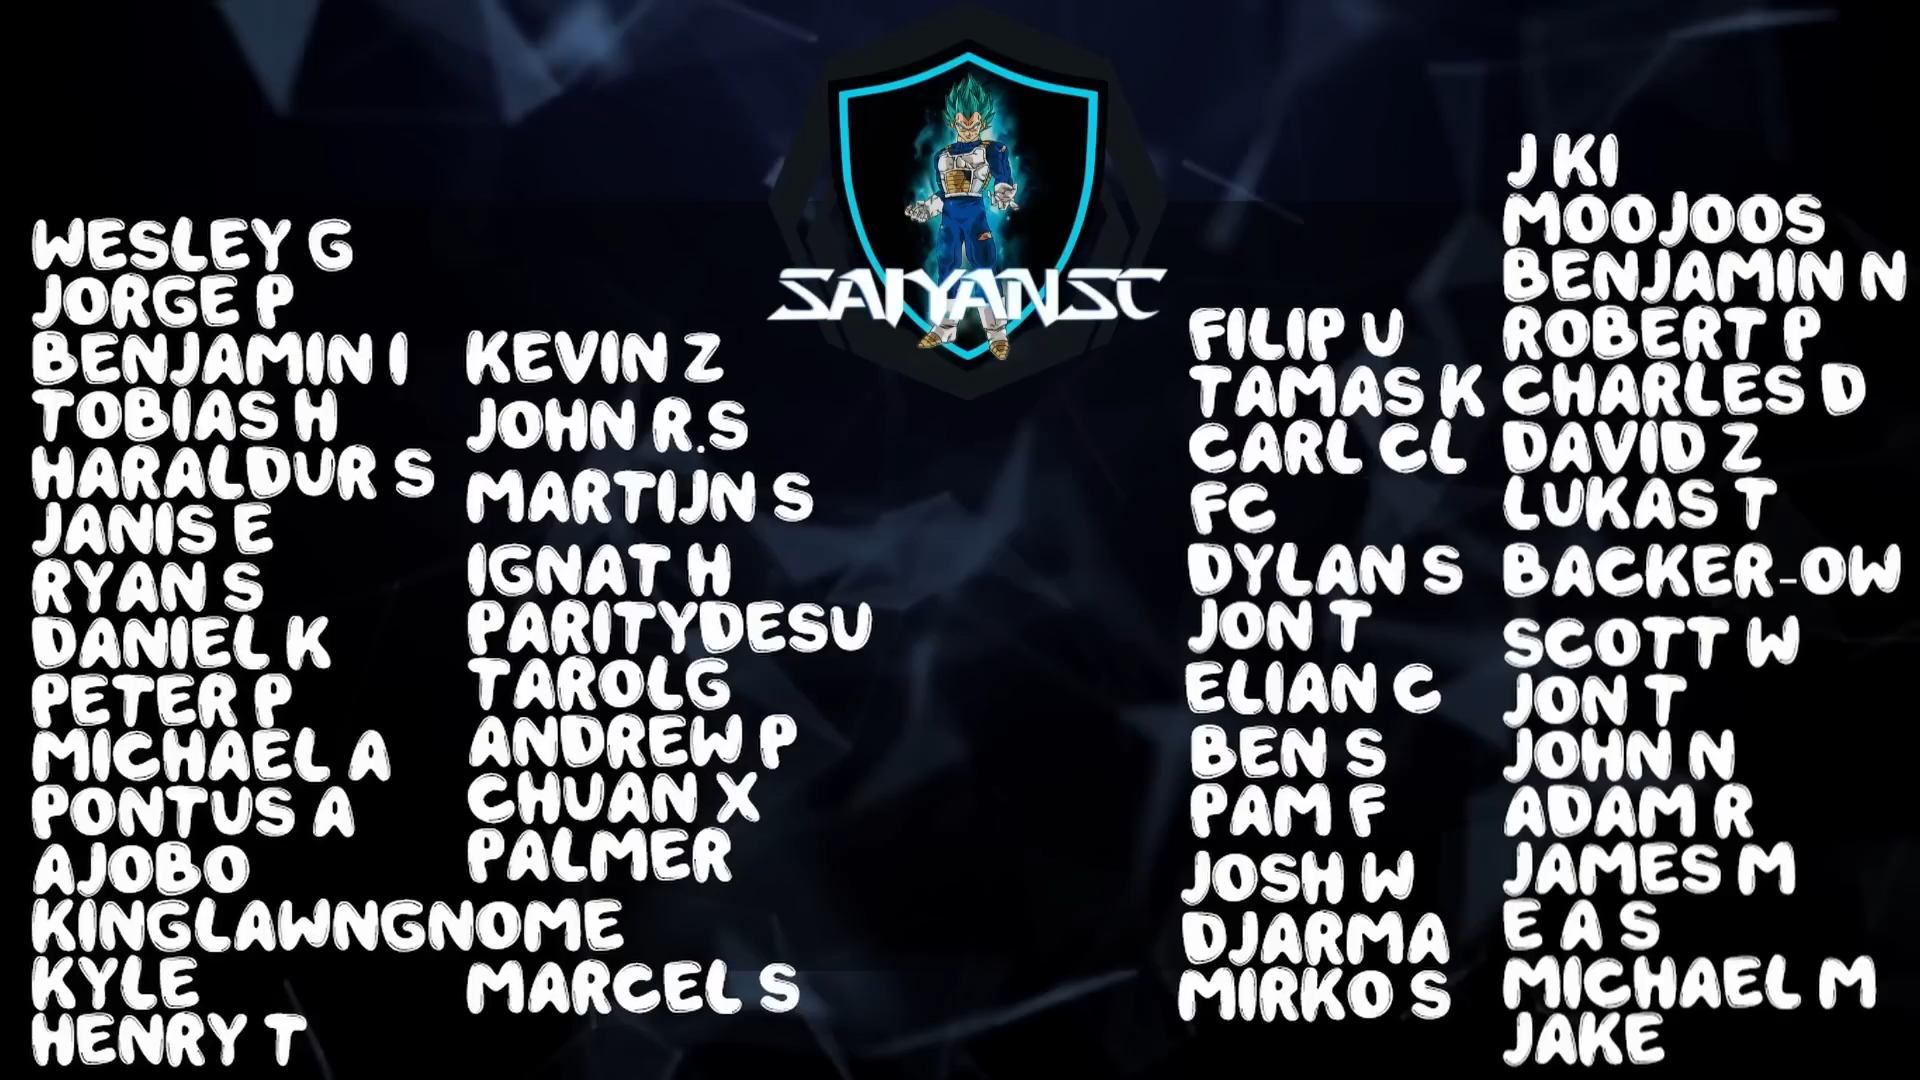 SAIYANSC
WESLEY G
JORGE P
BENJAMIN I
TOBIAS H
HARALDUR S
JANIS E
RYAN S
DANIEL K
PETER P
MICHAEL A
PONTUS A
AJOBO
KINGLAWNGNOME
KYLE
HENRY T
KEVIN Z
JOHN R.S
MARTIJN S
IGNAT H
PARITYDESU
TAROLG
ANDREW P
CHUAN X
PALMER
MARCEL S
FILIP U
TAMAS K
CARL CL
FC
DYLAN S
JON T
ELIAN C
BEN S
PAM F
JOSH W
DJARMA
MIRKO S
J KI
MOOJOOS
BENJAMIN N
ROBERT P
CHARLES D
DAVID Z
LUKAS T
BACKER-OW
SCOTT W
JON T
JOHN N
ADAM R
JAMES M
E A S
MICHAEL M
JAKE